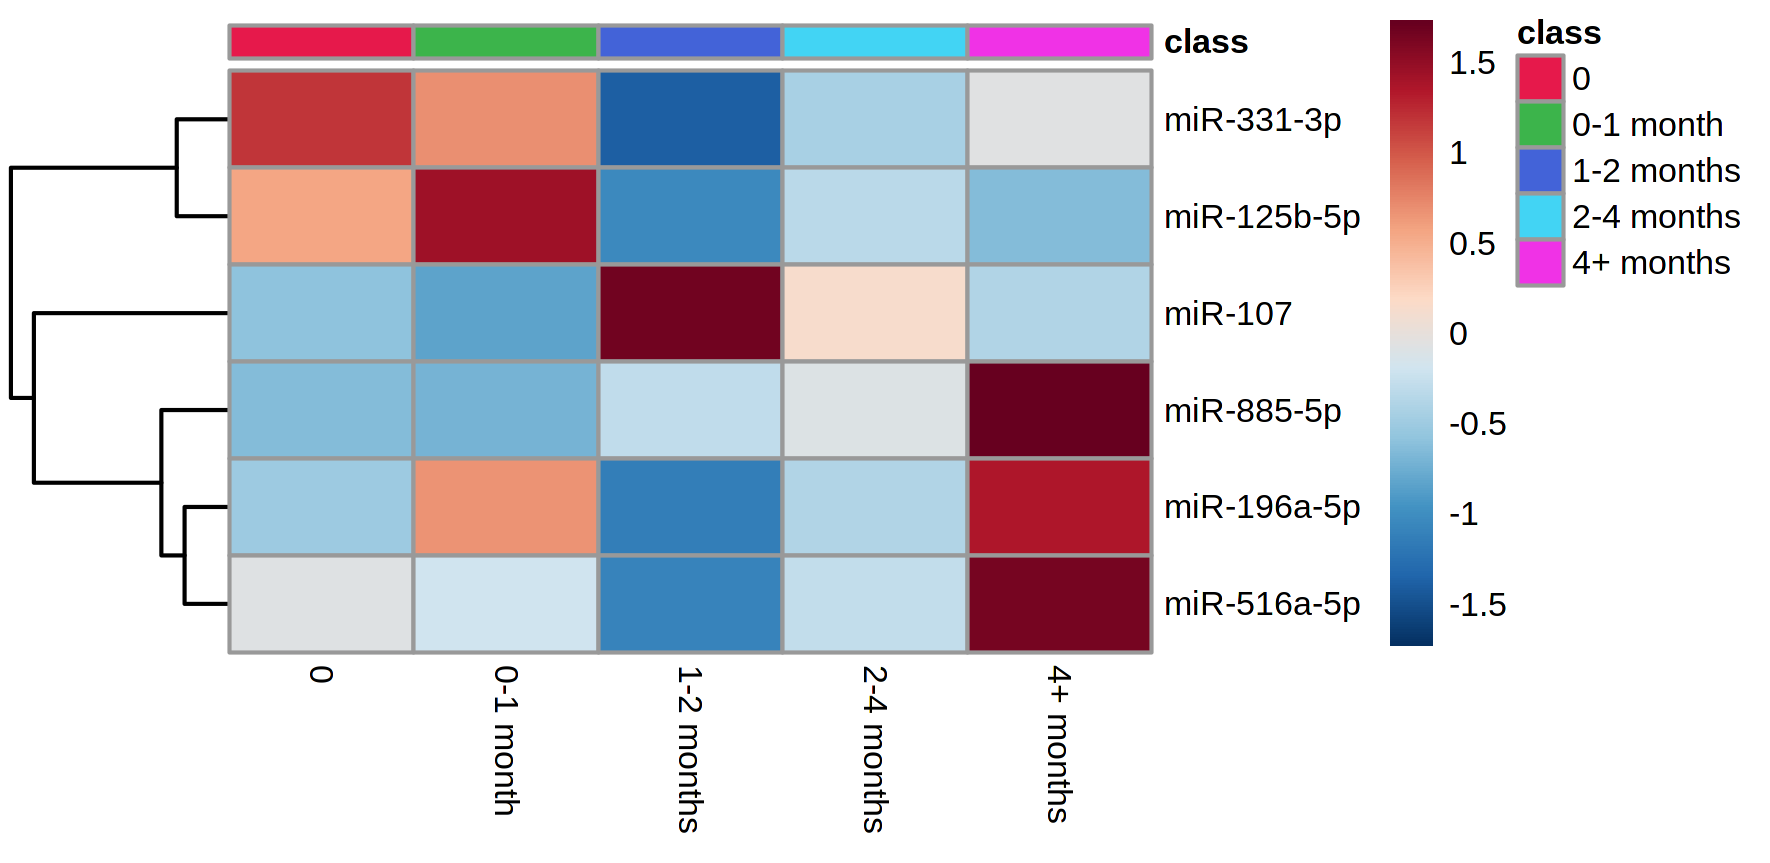 class
miR-331-3p
miR-125b-5p
miR-107
miR-885-5p
miR-196a-5p
miR-516a-5p
0
0-1 month
1-2 months
2-4 months
4+ months
1.5
1
0.5
0
-0.5
-1
-1.5
class
0
0-1 month
1-2 months
2-4 months
4+ months